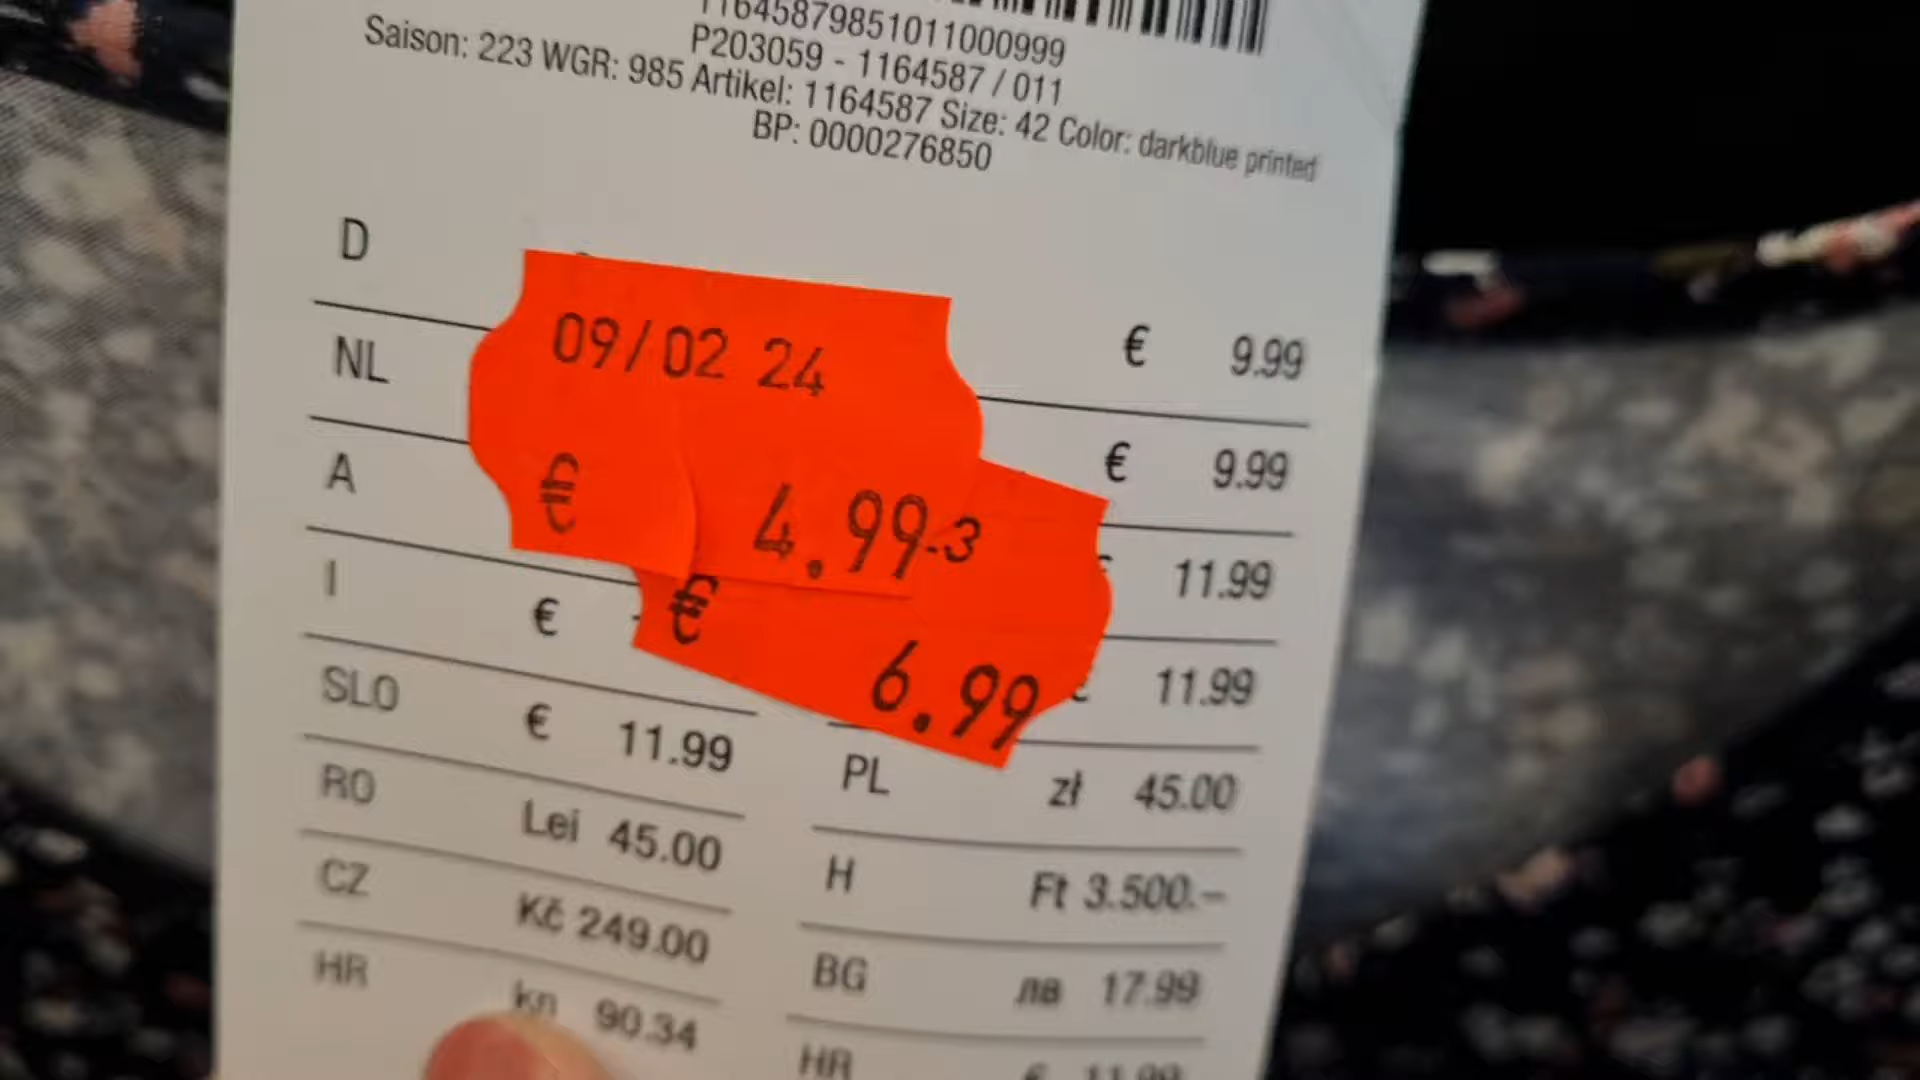 11645879851011000999
P203059 - 1164587 / 011
Saison: 223 WGR: 985 Artikel: 1164587 Size: 42 Color: darkblue printed
BP: 0000276850
D
€ 9.99
NL
€ 9.99
A
11.99
I €
11.99
SLO € 11.99
PL zł 45.00
RO Lei 45.00
H Ft 3.500.–
CZ Kč 249.00
BG лв 17.99
HR kn 90.34
HR € 11.99
09/02 24
€ 4.99
.3
€ 6.99